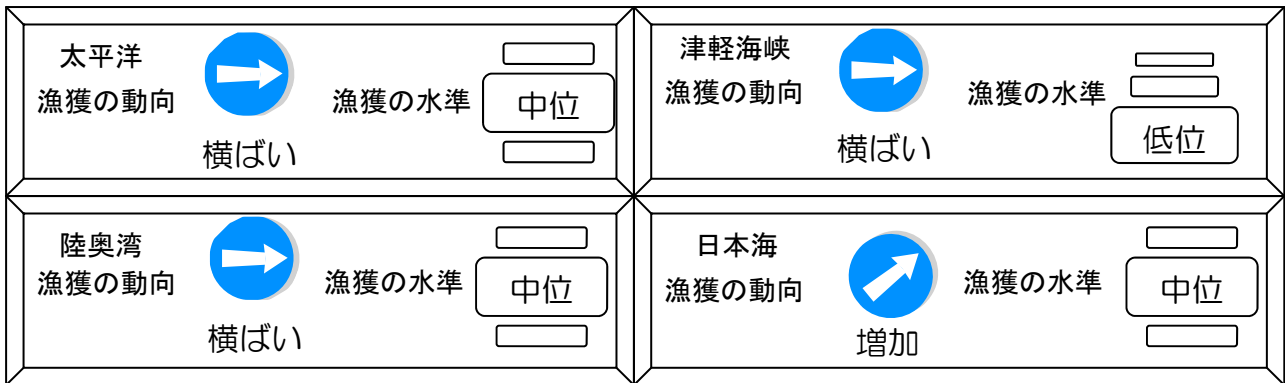 太平洋
漁獲の動向
横ばい
漁獲の水準
中位
津軽海峡
漁獲の動向
横ばい
漁獲の水準
低位
陸奥湾
漁獲の動向
横ばい
漁獲の水準
中位
日本海
漁獲の動向
増加
漁獲の水準
中位